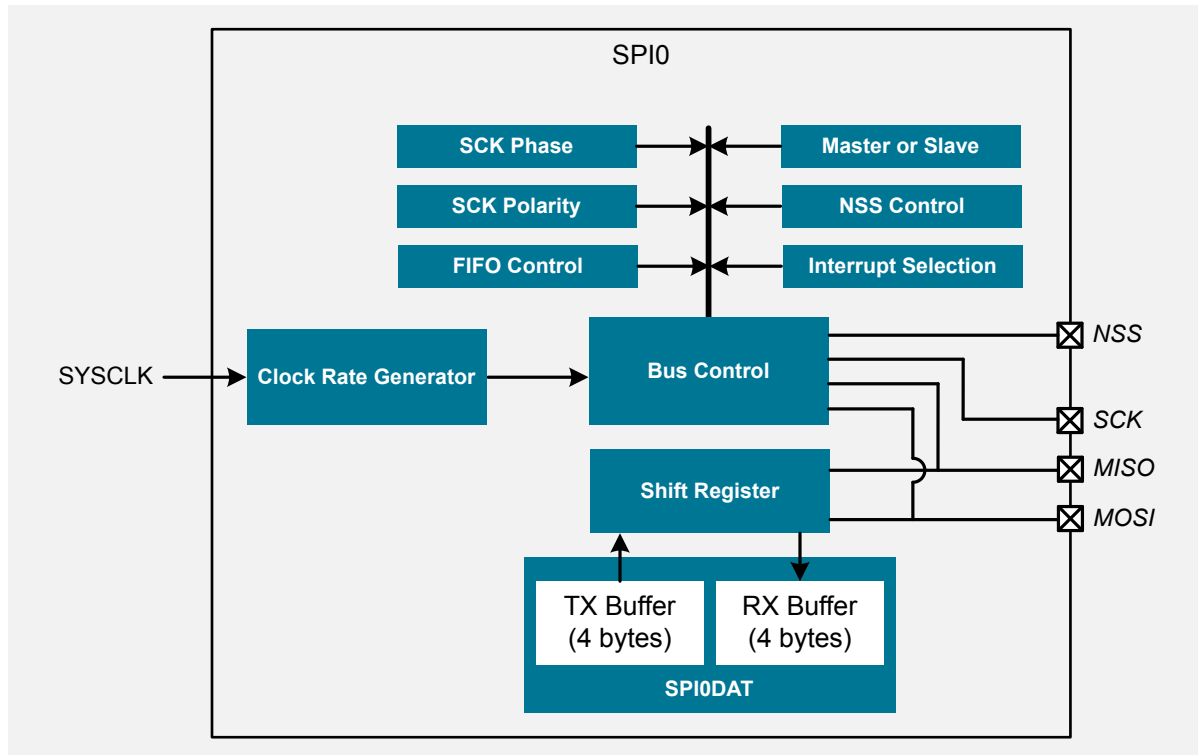 SPI0
SCK Phase
Master or Slave
SCK Polarity
NSS Control
FIFO Control
Interrupt Selection
SYSCLK
Clock Rate Generator
Bus Control
NSS
SCK
Shift Register
MISO
MOSI
TX Buffer
(4 bytes)
RX Buffer
(4 bytes)
SPI0DAT